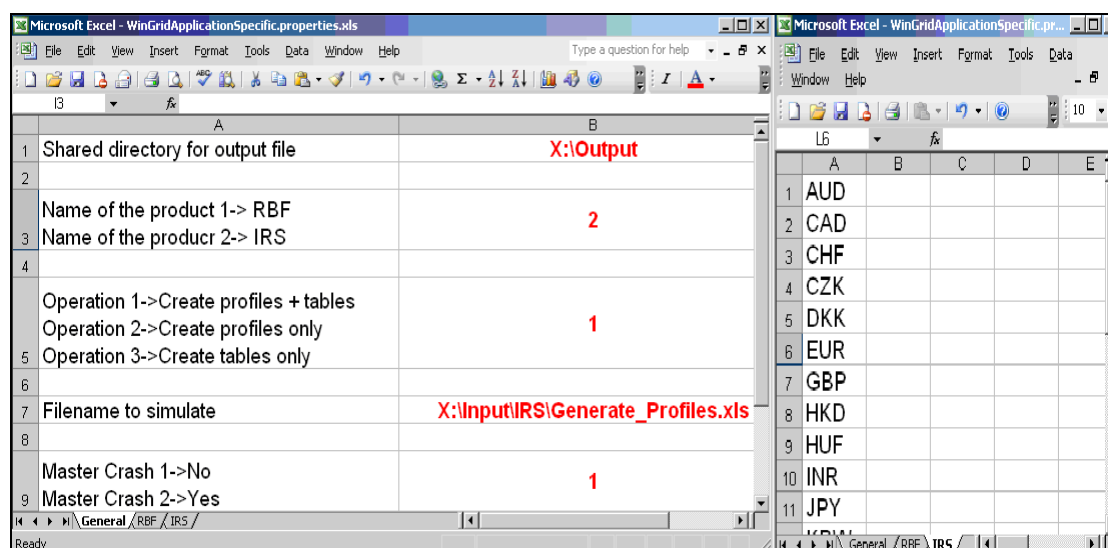 Microsoft Excel - WinGridApplicationSpecific.properties.xls
File Edit View Insert Format Tools Data Window Help
Type a question for help
I3
fx
A B
1 Shared directory for output file X:\Output
2
Name of the product 1-> RBF
3 Name of the producr 2-> IRS
2
4
Operation 1->Create profiles + tables
Operation 2->Create profiles only
5 Operation 3->Create tables only
1
6
7 Filename to simulate X:\Input\IRS\Generate_Profiles.xls
8
Master Crash 1->No
9 Master Crash 2->Yes
1
General RBF IRS
Ready
Microsoft Excel - WinGridApplicationSpecific.pr...
File Edit View Insert Format Tools Data
Window Help
10
L6
fx
A B C D E
1 AUD
2 CAD
3 CHF
4 CZK
5 DKK
6 EUR
7 GBP
8 HKD
9 HUF
10 INR
11 JPY
General RBF IRS